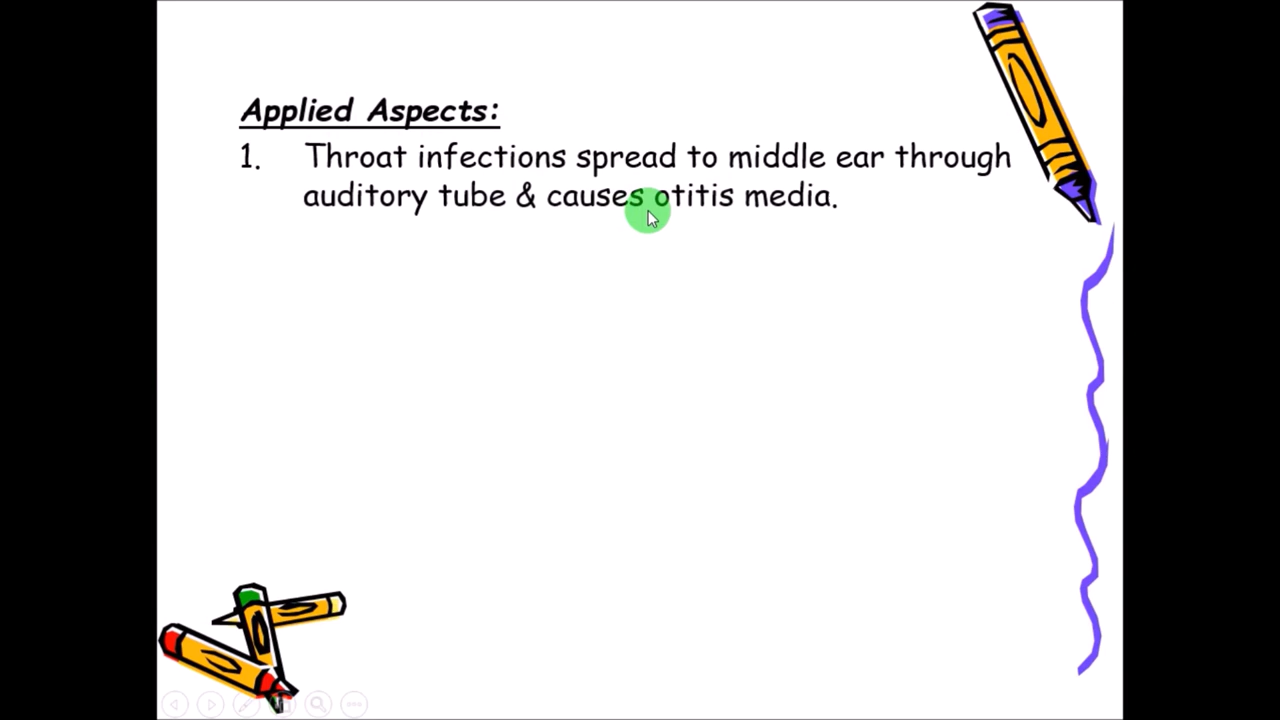 Applied Aspects:
1. Throat infections spread to middle ear through
auditory tube & causes otitis media.